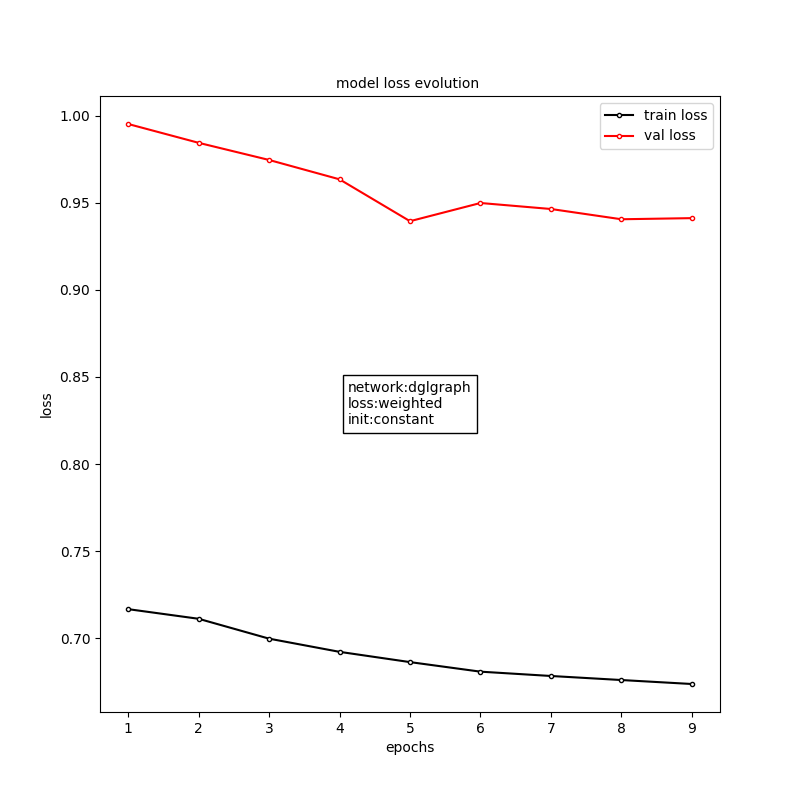 model loss evolution
train loss
val loss
1.00
0.95
0.90
0.85
0.80
0.75
0.70
loss
network:dglgraph
loss:weighted
init:constant
1 2 3 4 5 6 7 8 9
epochs